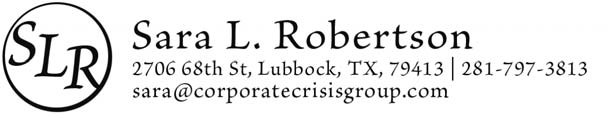 SLR
Sara L. Robertson
2706 68th St, Lubbock, TX, 79413 | 281-797-3813
sara@corporatecrisisgroup.com